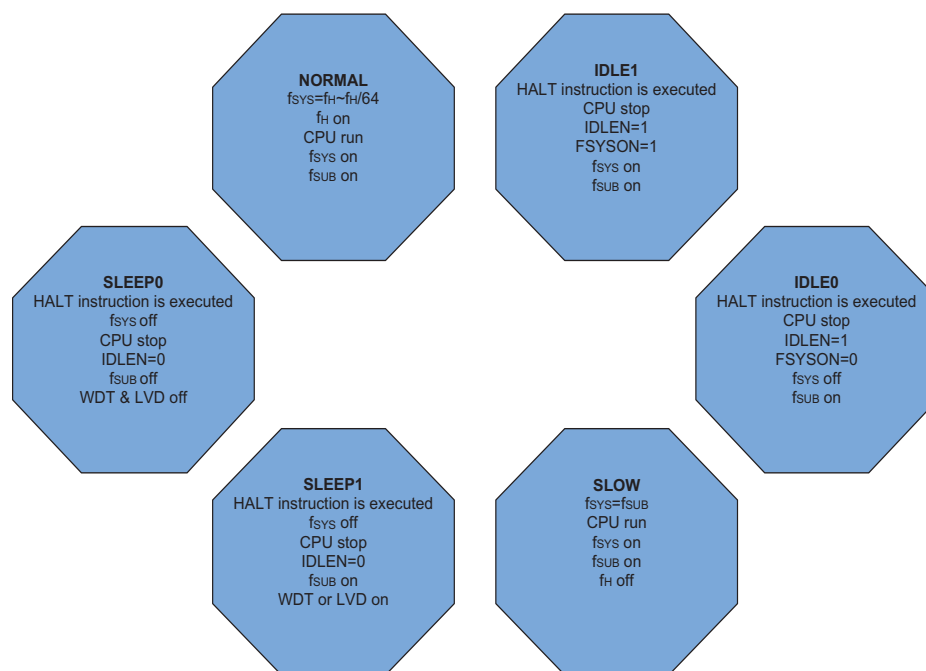 NORMAL
fSYS=fH~fH/64
fH on
CPU run
fSYS on
fSUB on
IDLE1
HALT instruction is executed
CPU stop
IDLEN=1
FSYSON=1
fSYS on
fSUB on
SLEEP0
HALT instruction is executed
fSYS off
CPU stop
IDLEN=0
fSUB off
WDT & LVD off
IDLE0
HALT instruction is executed
CPU stop
IDLEN=1
FSYSON=0
fSYS off
fSUB on
SLEEP1
HALT instruction is executed
fSYS off
CPU stop
IDLEN=0
fSUB on
WDT or LVD on
SLOW
fSYS=fSUB
CPU run
fSYS on
fSUB on
fH off